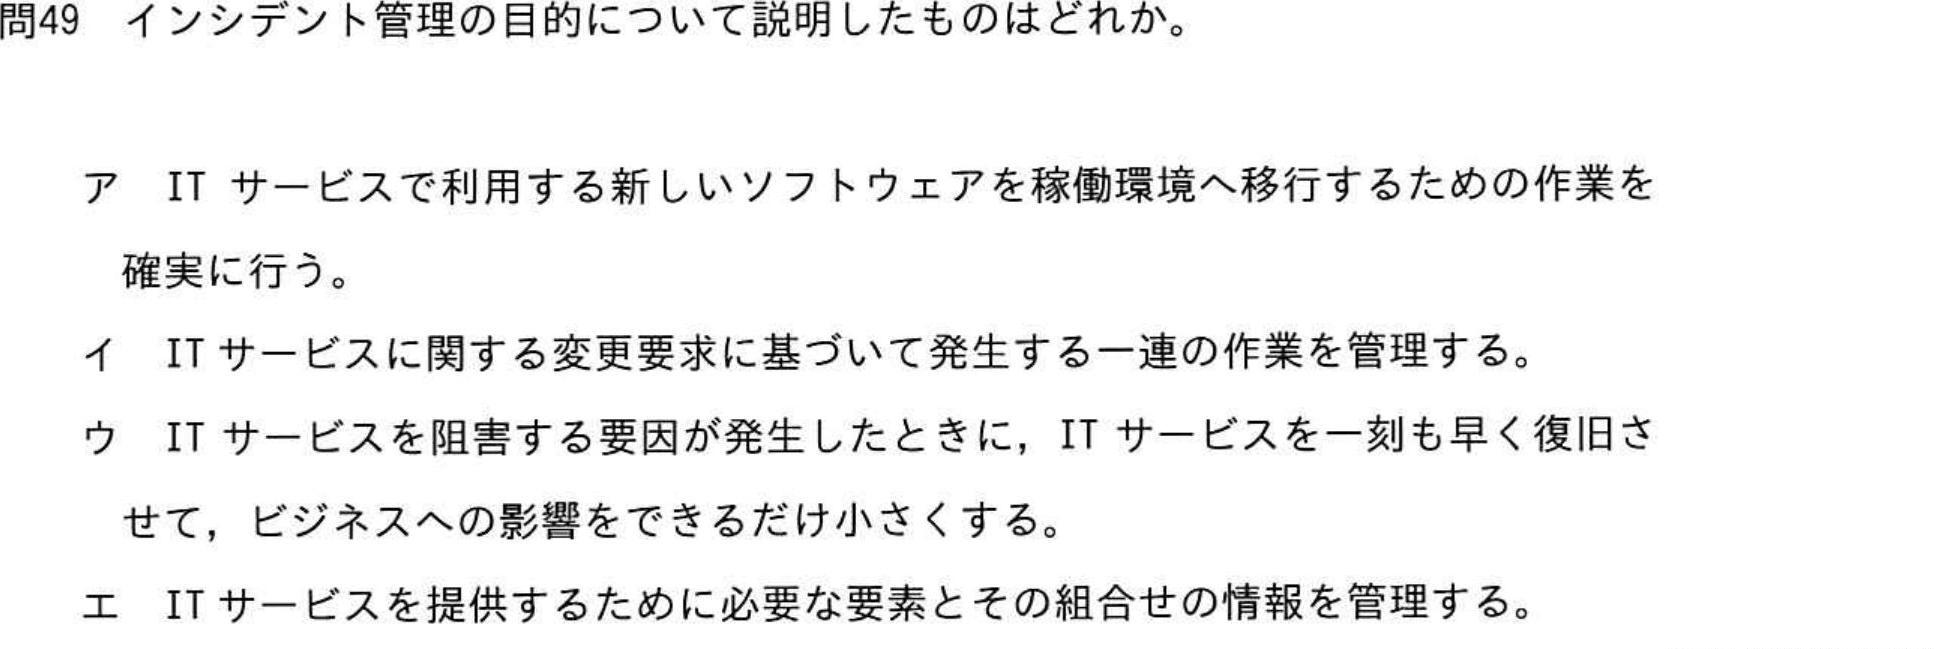 問49 インシデント管理の目的について説明したものはどれか。
ア IT サービスで利用する新しいソフトウェアを稼働環境へ移行するための作業を
確実に行う。
イ IT サービスに関する変更要求に基づいて発生する一連の作業を管理する。
ウ IT サービスを阻害する要因が発生したときに，IT サービスを一刻も早く復旧さ
せて，ビジネスへの影響をできるだけ小さくする。
エ IT サービスを提供するために必要な要素とその組合せの情報を管理する。